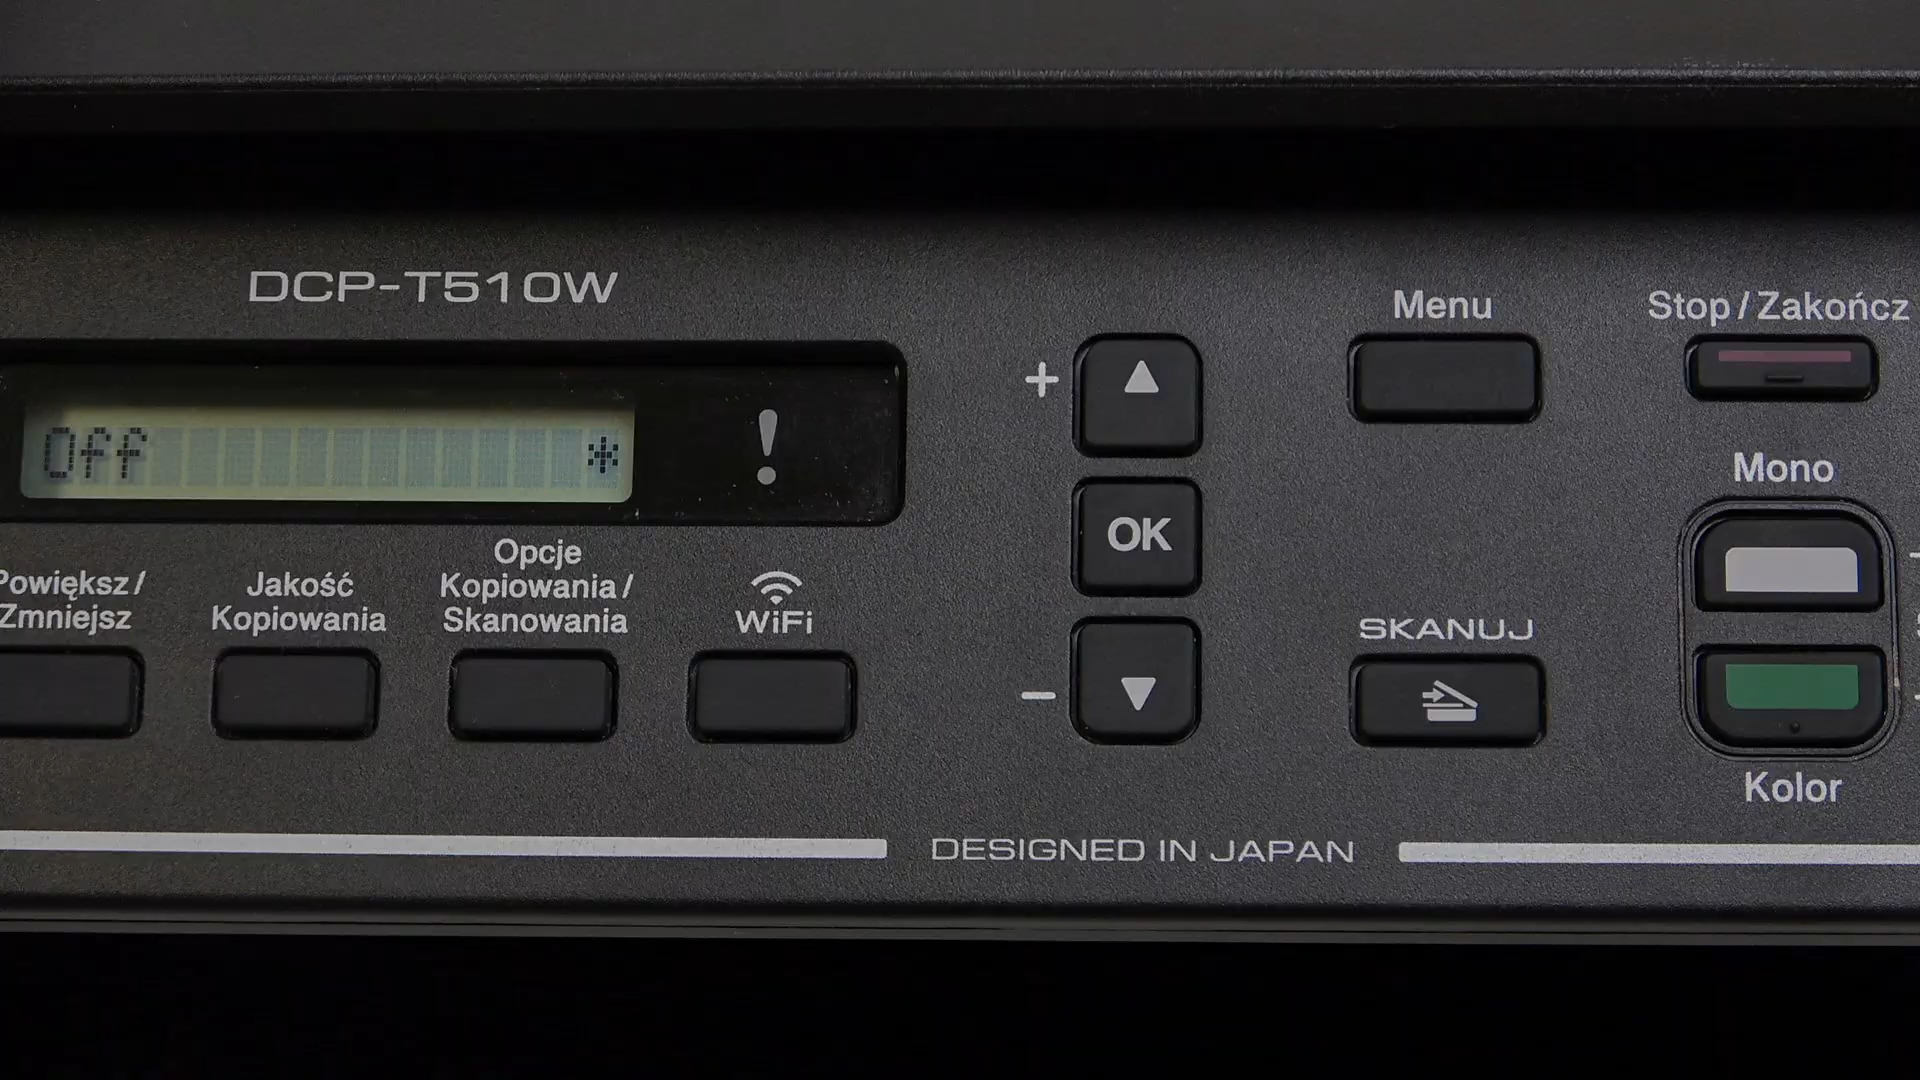 DCP-T510W
Off *
!
Powiększ/
Zmniejsz
Jakość
Kopiowania
Opcje
Kopiowania/
Skanowania
WiFi
+
OK
-
Menu
Stop/Zakończ
Mono
SKANUJ
Kolor
DESIGNED IN JAPAN